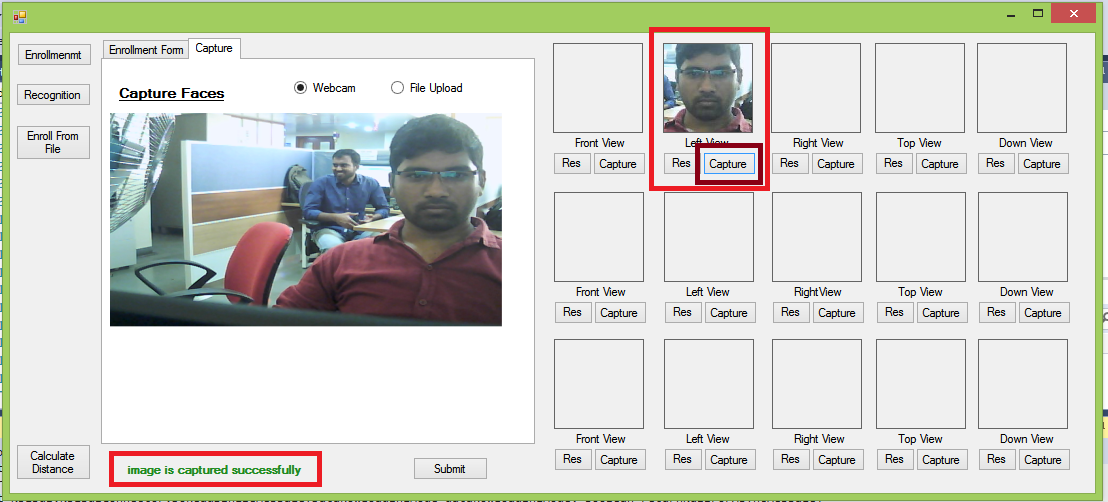 Enrollmenmt
Recognition
Enroll From
File
Calculate
Distance
Enrollment Form
Capture
Capture Faces
Webcam
File Upload
image is captured successfully
Submit
Front View
Left View
Right View
Top View
Down View
Res Capture
Res Capture
Res Capture
Res Capture
Res Capture
Front View
Left View
RightView
Top View
Down View
Res Capture
Res Capture
Res Capture
Res Capture
Res Capture
Front View
Left View
Right View
Top View
Down View
Res Capture
Res Capture
Res Capture
Res Capture
Res Capture